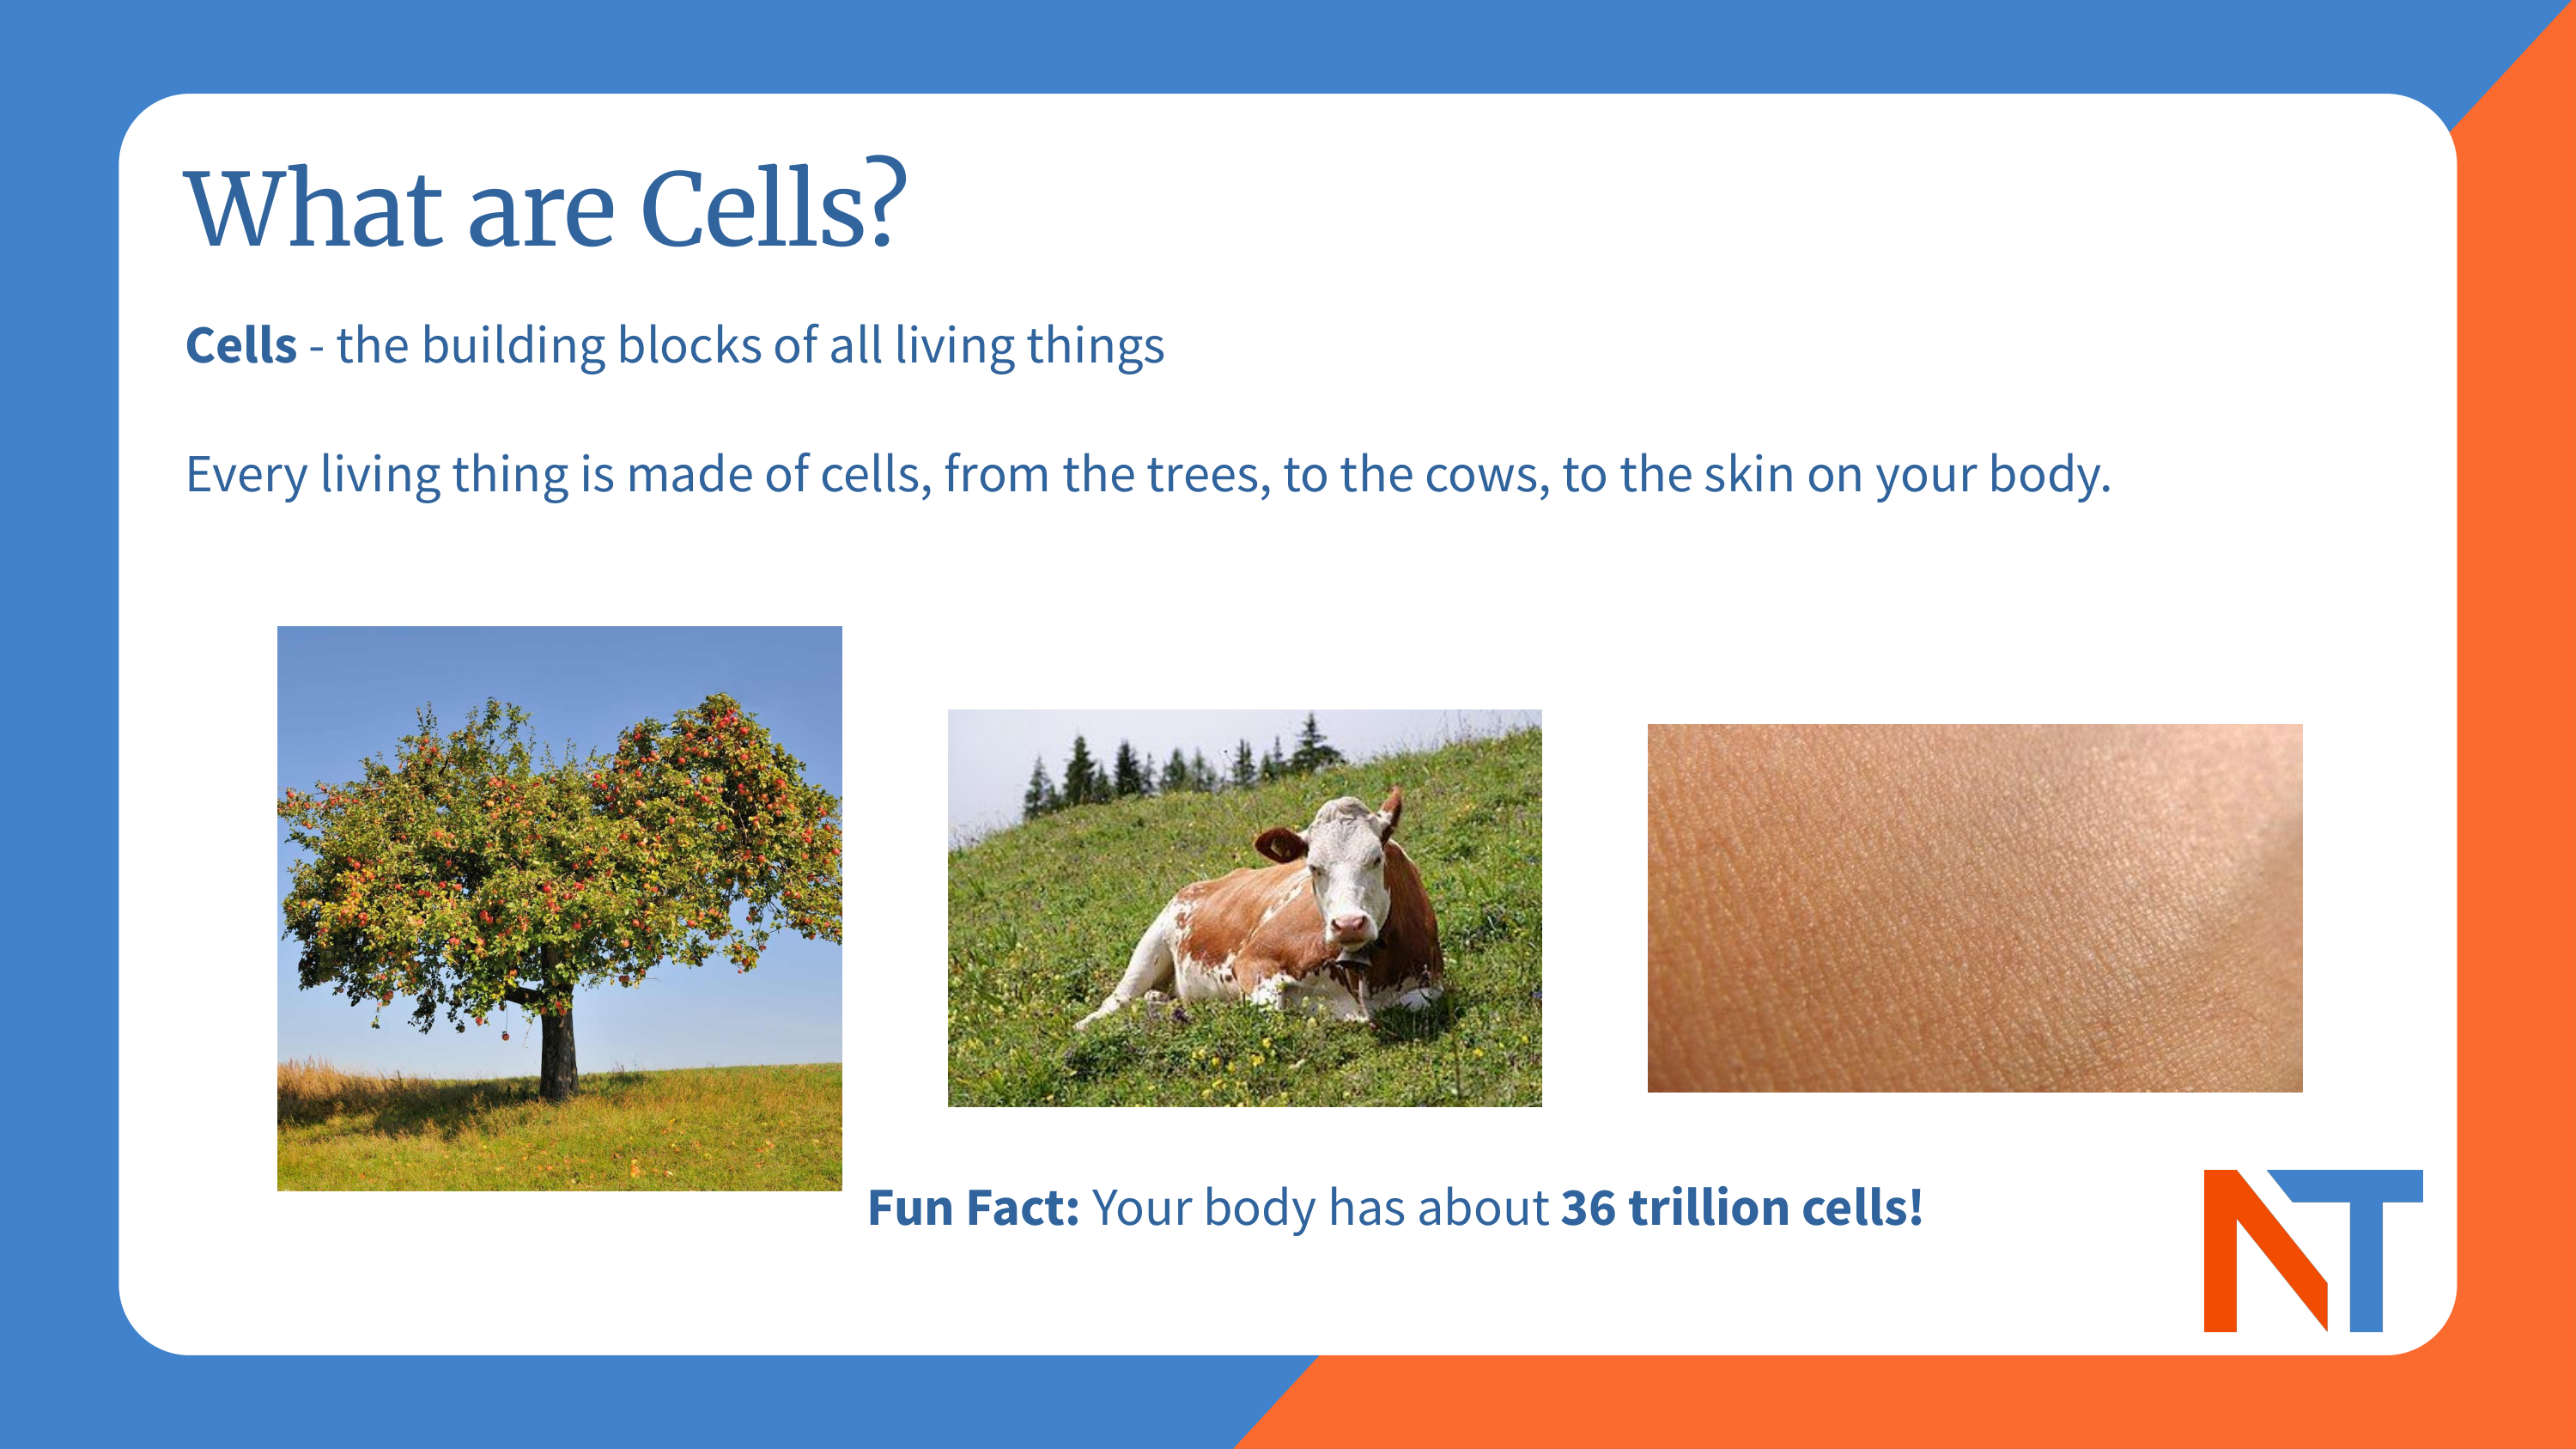 What are Cells?
Cells - the building blocks of all living things
Every living thing is made of cells, from the trees, to the cows, to the skin on your body.
Fun Fact: Your body has about 36 trillion cells!
NT